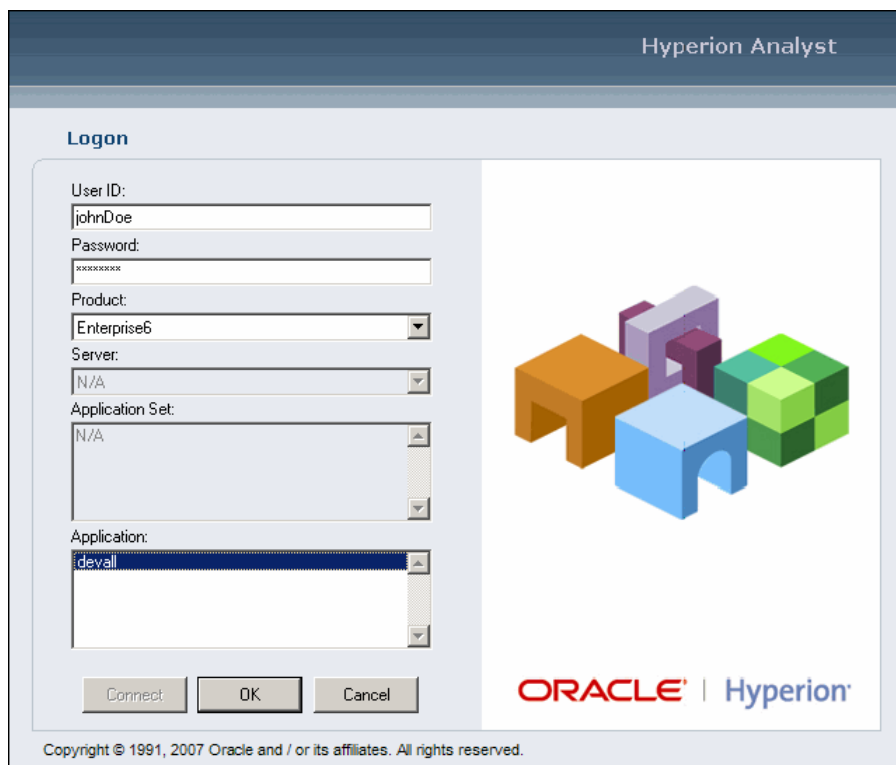 Hyperion Analyst
Logon
User ID:
johnDoe
Password:
********
Product:
Enterprise6
Server:
N/A
Application Set:
N/A
Application:
devall
Connect OK Cancel
ORACLE' | Hyperion·
Copyright © 1991, 2007 Oracle and / or its affiliates. All rights reserved.